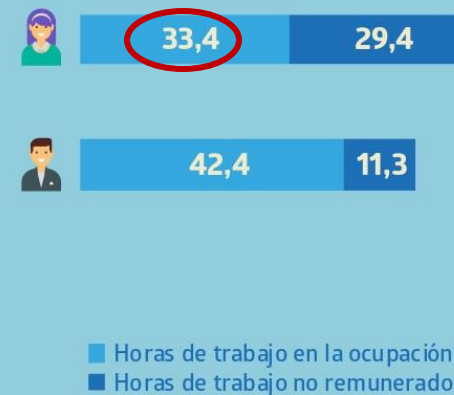 33,4 29,4
42,4 11,3
Horas de trabajo en la ocupación
Horas de trabajo no remunerado